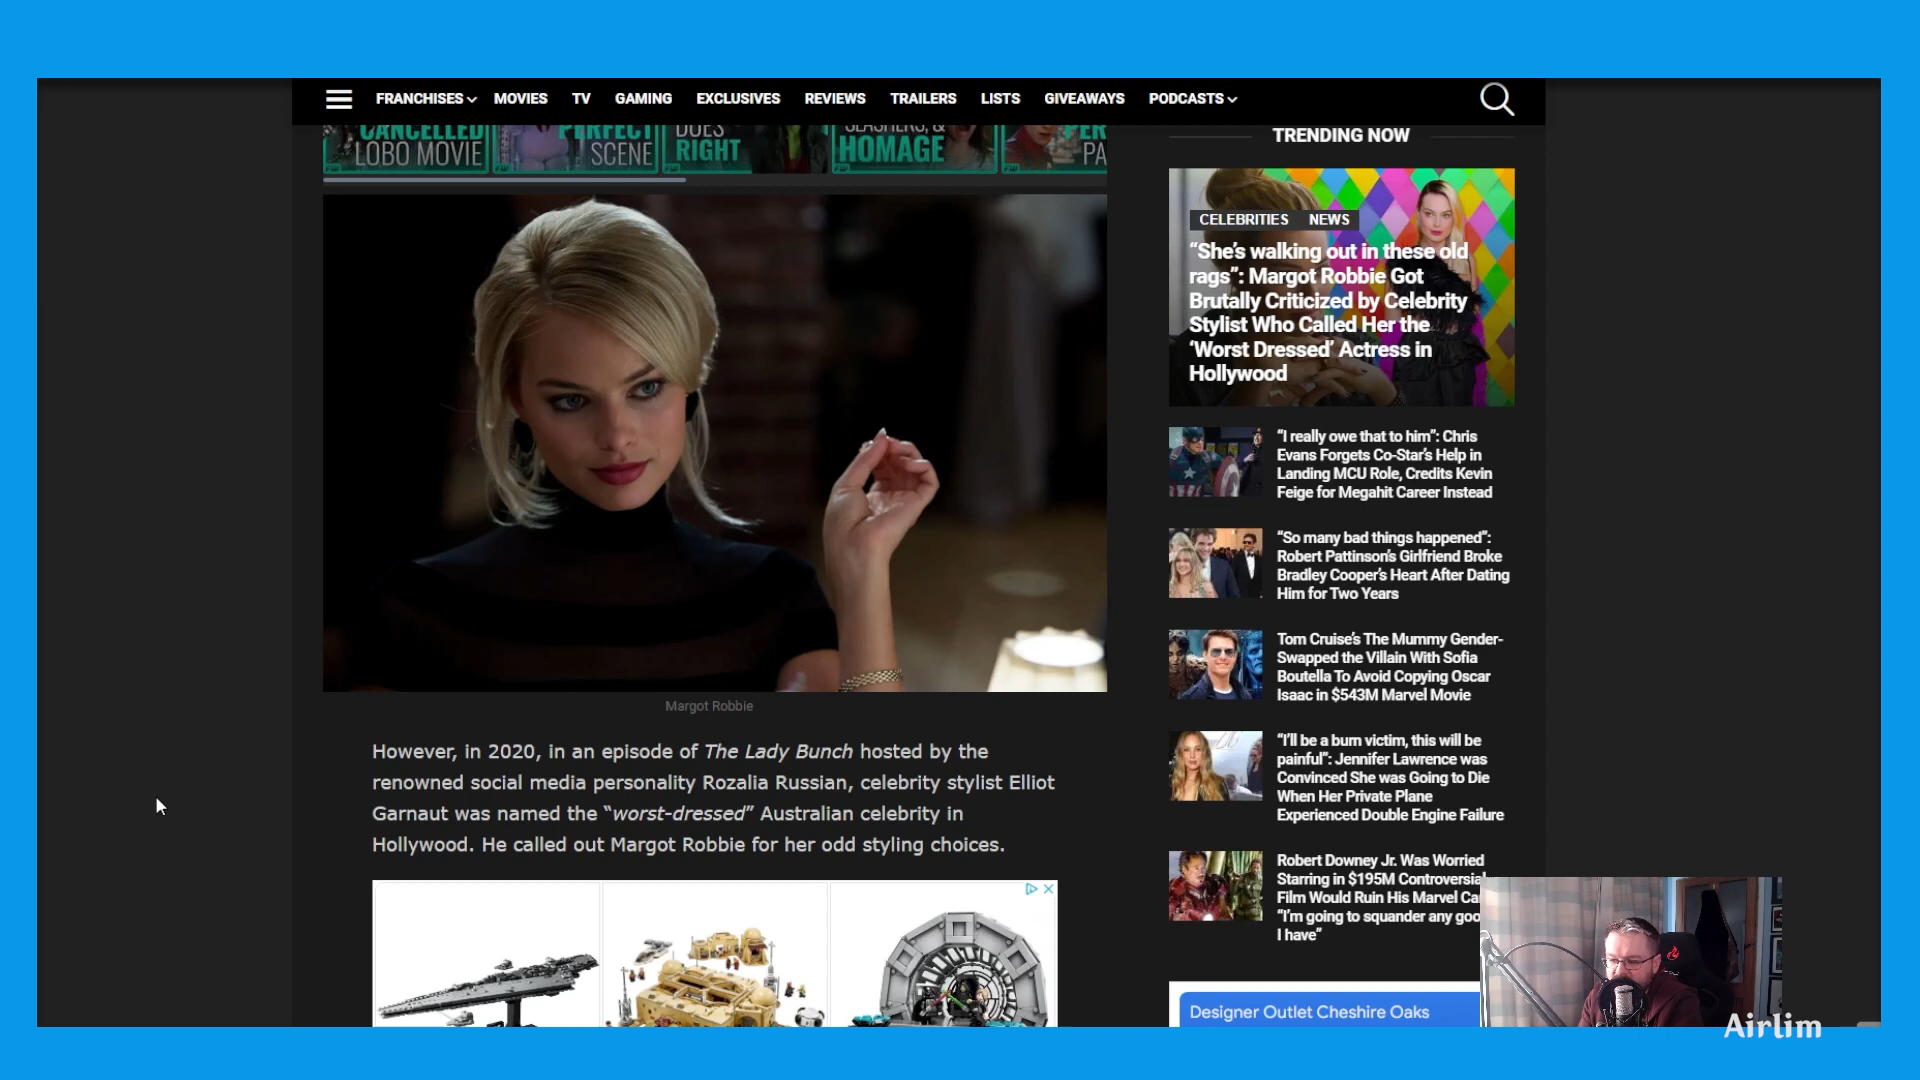 FRANCHISES MOVIES TV GAMING EXCLUSIVES REVIEWS TRAILERS LISTS GIVEAWAYS PODCASTS
CANCELLED
LOBO MOVIE
PERFECT
SCENE
DOES
RIGHT
SLASHERS, &
HOMAGE
PER
PA
Margot Robbie
However, in 2020, in an episode of The Lady Bunch hosted by the
renowned social media personality Rozalia Russian, celebrity stylist Elliot
Garnaut was named the “worst-dressed” Australian celebrity in
Hollywood. He called out Margot Robbie for her odd styling choices.
TRENDING NOW
CELEBRITIES NEWS
“She’s walking out in these old
rags”: Margot Robbie Got
Brutally Criticized by Celebrity
Stylist Who Called Her the
‘Worst Dressed’ Actress in
Hollywood
“I really owe that to him”: Chris
Evans Forgets Co-Star’s Help in
Landing MCU Role, Credits Kevin
Feige for Megahit Career Instead
“So many bad things happened”:
Robert Pattinson’s Girlfriend Broke
Bradley Cooper’s Heart After Dating
Him for Two Years
Tom Cruise’s The Mummy Gender-
Swapped the Villain With Sofia
Boutella To Avoid Copying Oscar
Isaac in $543M Marvel Movie
“I’ll be a burn victim, this will be
painful”: Jennifer Lawrence was
Convinced She was Going to Die
When Her Private Plane
Experienced Double Engine Failure
Robert Downey Jr. Was Worried
Starring in $195M Controversial
Film Would Ruin His Marvel Ca
“I’m going to squander any goo
I have”
Designer Outlet Cheshire Oaks
Airlim